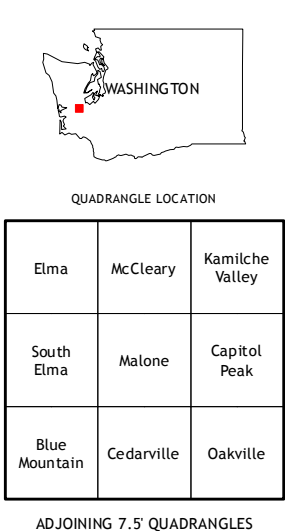 WASHINGTON
QUADRANGLE LOCATION
Elma
McCleary
Kamilche
Valley
South
Elma
Malone
Capitol
Peak
Blue
Mountain
Cedarville
Oakville
ADJOINING 7.5' QUADRANGLES